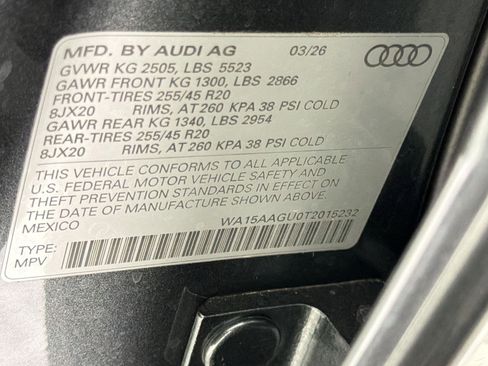 MFD. BY AUDI AG 03/26
GVWR KG 2505, LBS 5523
GAWR FRONT KG 1300, LBS 2866
FRONT-TIRES 255/45 R20
8JX20 RIMS, AT 260 KPA 38 PSI COLD
GAWR REAR KG 1340, LBS 2954
REAR-TIRES 255/45 R20
8JX20 RIMS, AT 260 KPA 38 PSI COLD
THIS VEHICLE CONFORMS TO ALL APPLICABLE
U.S. FEDERAL MOTOR VEHICLE SAFETY AND
THEFT PREVENTION STANDARDS IN EFFECT ON
THE DATE OF MANUFACTURE SHOWN ABOVE.
MEXICO WA15AAGU0T2015232
TYPE:
MPV